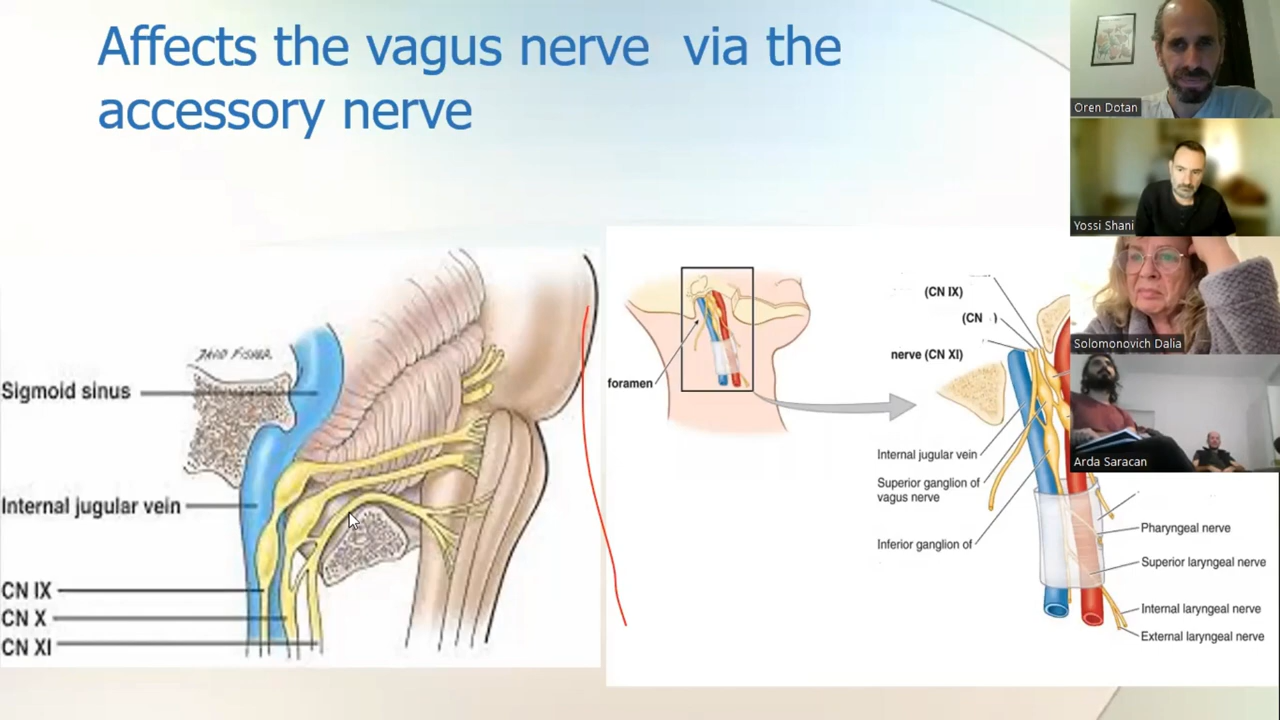 Affects the vagus nerve via the
accessory nerve
Sigmoid sinus
Internal jugular vein
CN IX
CN X
CN XI
foramen
(CN IX)
(CN )
nerve (CN XI)
Internal jugular vein
Superior ganglion of
vagus nerve
Inferior ganglion of
Pharyngeal nerve
Superior laryngeal nerve
Internal laryngeal nerve
External laryngeal nerve
Oren Dotan
Yossi Shani
Solomonovich Dalia
Arda Saracan